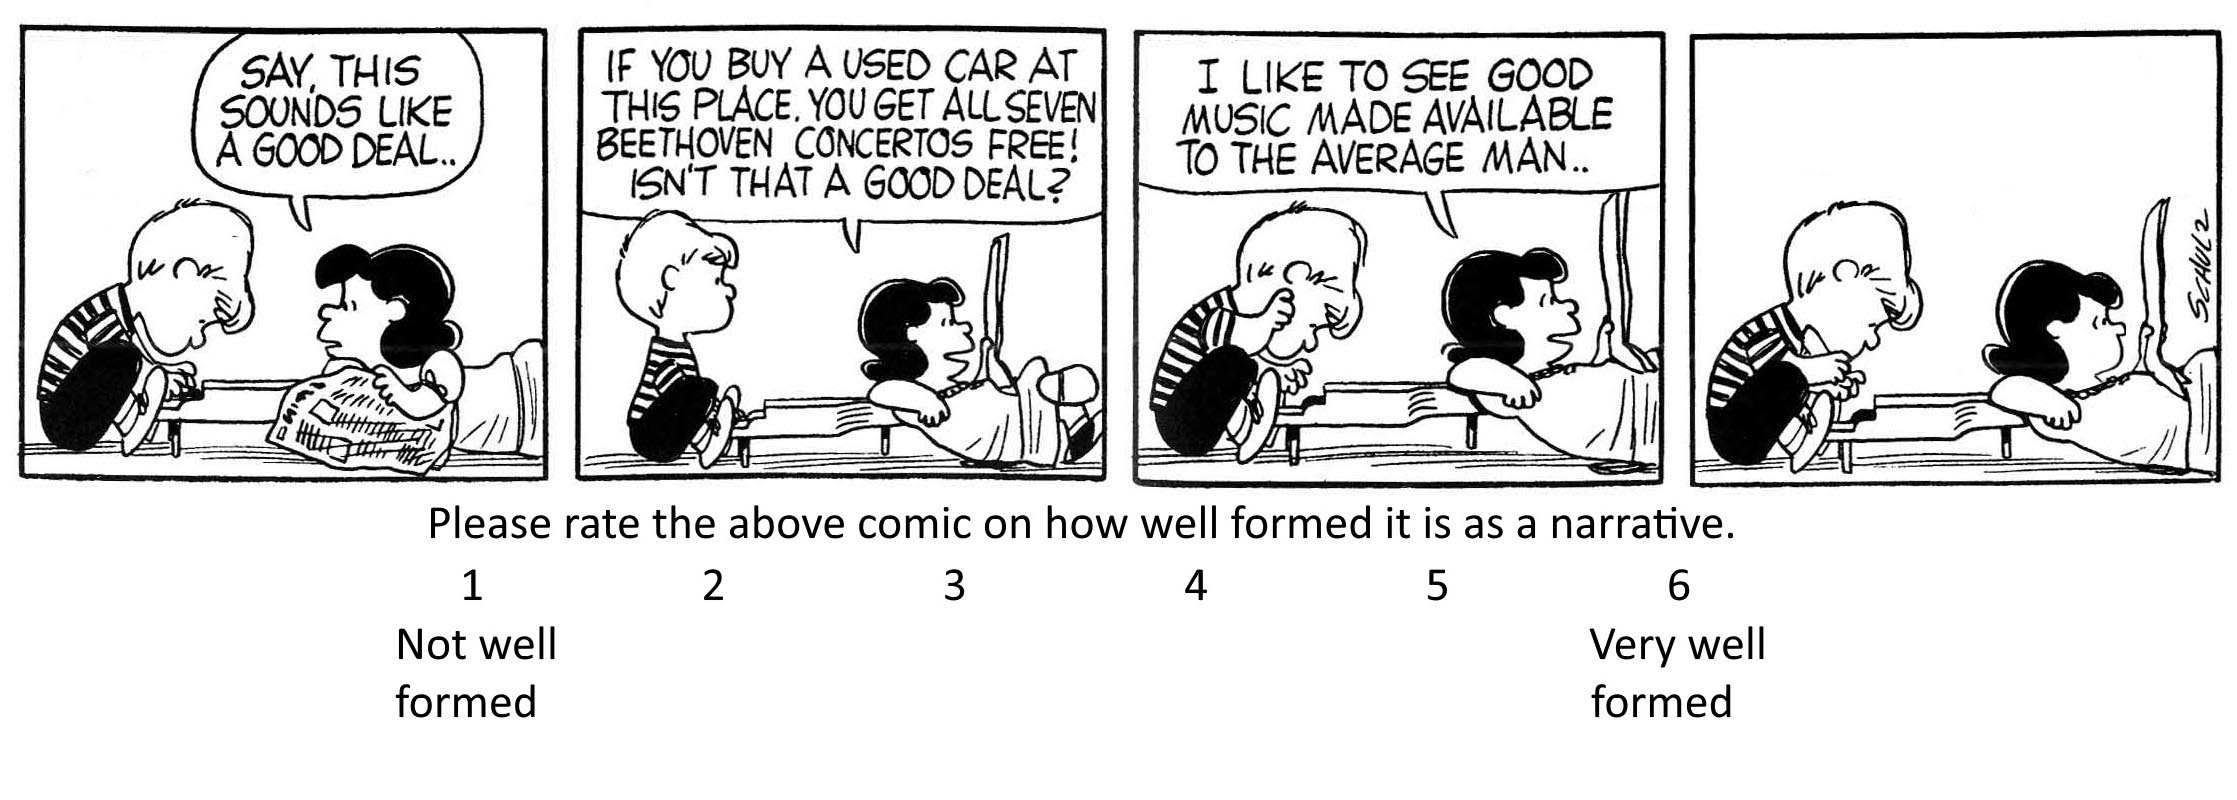 SAY, THIS
SOUNDS LIKE
A GOOD DEAL..
IF YOU BUY A USED CAR AT
THIS PLACE, YOU GET ALL SEVEN
BEETHOVEN CONCERTOS FREE!
ISN'T THAT A GOOD DEAL?
I LIKE TO SEE GOOD
MUSIC MADE AVAILABLE
TO THE AVERAGE MAN..
SCHULZ
Please rate the above comic on how well formed it is as a narrative.
1 2 3 4 5 6
Not well
formed
Very well
formed